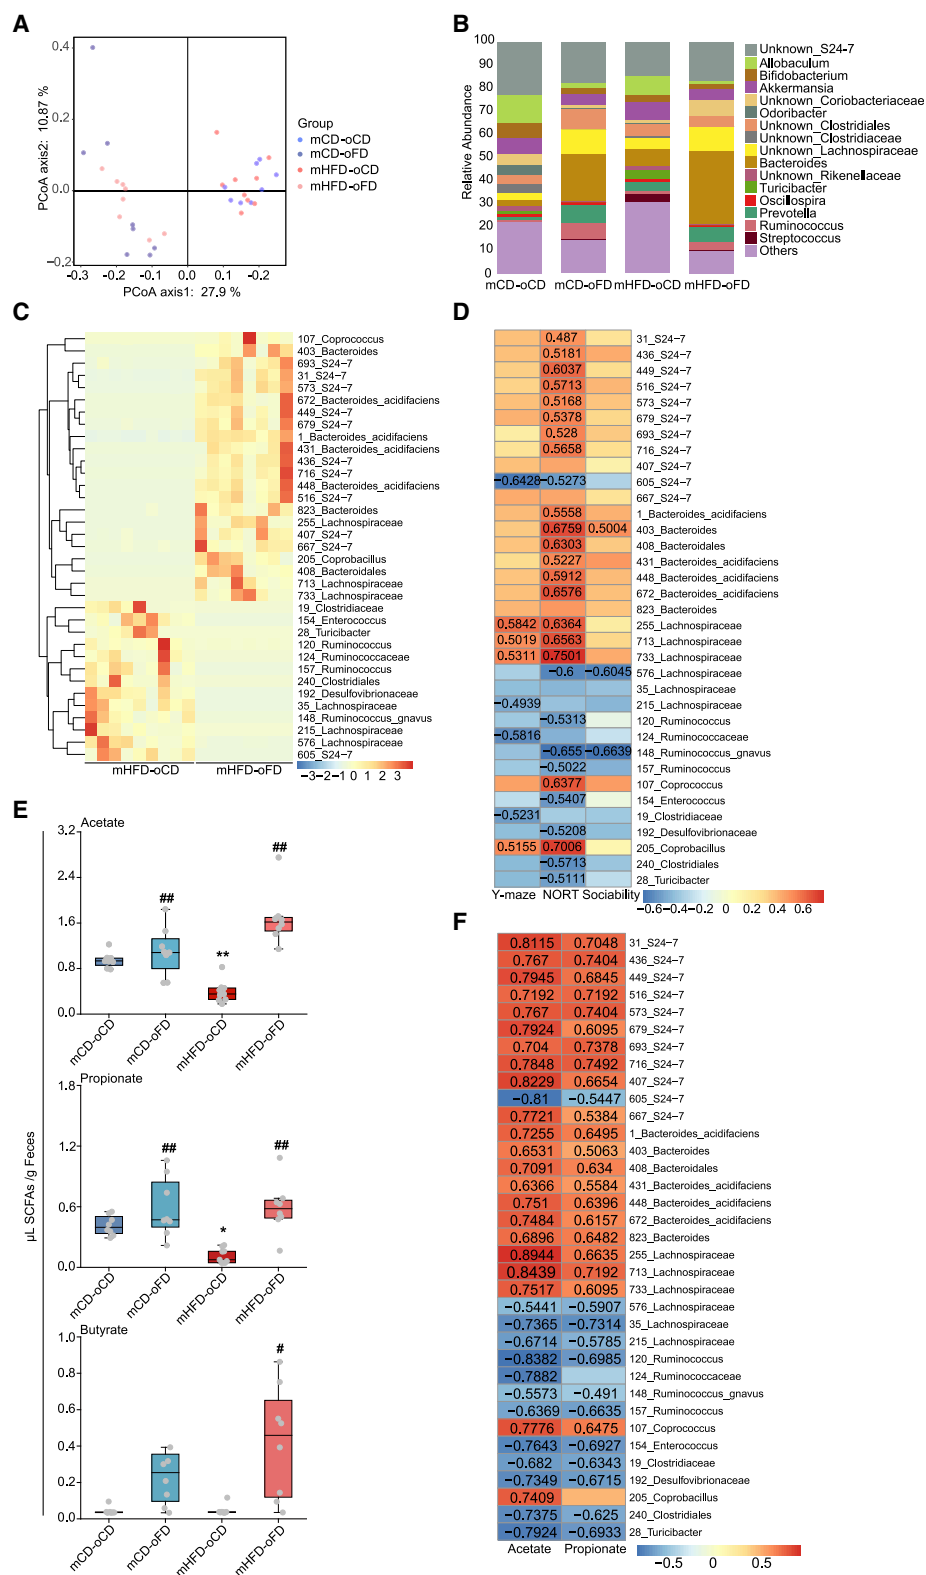 A
0.4
0.2
0.0
−0.2
−0.3
−0.2
−0.1
0.0
0.1
0.2
PCoA axis2: 10.87 %
PCoA axis1: 27.9 %
Group
mCD-oCD
mCD-oFD
mHFD-oCD
mHFD-oFD
B
100
90
80
70
60
50
40
30
20
10
0
Relative Abundance
mCD-oCD
mCD-oFD
mHFD-oCD
mHFD-oFD
Unknown_S24-7
Allobaculum
Bifidobacterium
Akkermansia
Unknown_Coriobacteriaceae
Odoribacter
Unknown_Clostridiales
Unknown_Clostridiaceae
Unknown_Lachnospiraceae
Bacteroides
Unknown_Rikenellaceae
Turicibacter
Oscillospira
Prevotella
Ruminococcus
Streptococcus
Others
C
107_Coprococcus
403_Bacteroides
693_S24−7
31_S24−7
573_S24−7
672_Bacteroides_acidifaciens
449_S24−7
679_S24−7
1_Bacteroides_acidifaciens
431_Bacteroides_acidifaciens
436_S24−7
716_S24−7
448_Bacteroides_acidifaciens
516_S24−7
823_Bacteroides
255_Lachnospiraceae
407_S24−7
667_S24−7
205_Coprobacillus
408_Bacteroidales
713_Lachnospiraceae
733_Lachnospiraceae
19_Clostridiaceae
154_Enterococcus
28_Turicibacter
120_Ruminococcus
124_Ruminococcaceae
157_Ruminococcus
240_Clostridiales
192_Desulfovibrionaceae
35_Lachnospiraceae
148_Ruminococcus_gnavus
215_Lachnospiraceae
576_Lachnospiraceae
605_S24−7
mHFD-oCD
mHFD-oFD
−3−2−1 0 1 2 3
D
0.487 31_S24−7
0.5181 436_S24−7
0.6037 449_S24−7
0.5713 516_S24−7
0.5168 573_S24−7
0.5378 679_S24−7
0.528 693_S24−7
0.5658 716_S24−7
407_S24−7
−0.6428 −0.5273 605_S24−7
667_S24−7
0.5558 1_Bacteroides_acidifaciens
0.6759 0.5004 403_Bacteroides
0.6303 408_Bacteroidales
0.5227 431_Bacteroides_acidifaciens
0.5912 448_Bacteroides_acidifaciens
0.6576 672_Bacteroides_acidifaciens
823_Bacteroides
0.5842 0.6364 255_Lachnospiraceae
0.5019 0.6563 713_Lachnospiraceae
0.5311 0.7501 733_Lachnospiraceae
−0.6 −0.6045 576_Lachnospiraceae
35_Lachnospiraceae
−0.4939 215_Lachnospiraceae
−0.5313 120_Ruminococcus
−0.5816 124_Ruminococcaceae
−0.655 −0.6639 148_Ruminococcus_gnavus
−0.5022 157_Ruminococcus
0.6377 107_Coprococcus
−0.5407 154_Enterococcus
−0.5231 19_Clostridiaceae
−0.5208 192_Desulfovibrionaceae
0.5155 0.7006 205_Coprobacillus
−0.5713 240_Clostridiales
−0.5111 28_Turicibacter
Y-maze NORT Sociability
−0.6 −0.4 −0.2 0 0.2 0.4 0.6
E
µL SCFAs /g Feces
Acetate
3.2
2.4
1.6
0.8
0.0
##
**
##
mCD-oCD
mCD-oFD
mHFD-oCD
mHFD-oFD
Propionate
1.8
1.2
0.6
0.0
##
*
##
mCD-oCD
mCD-oFD
mHFD-oCD
mHFD-oFD
Butyrate
1.0
0.8
0.6
0.4
0.2
0.0
#
mCD-oCD
mCD-oFD
mHFD-oCD
mHFD-oFD
F
0.8115 0.7048 31_S24−7
0.767 0.7404 436_S24−7
0.7945 0.6845 449_S24−7
0.7192 0.7192 516_S24−7
0.767 0.7404 573_S24−7
0.7924 0.6095 679_S24−7
0.704 0.7378 693_S24−7
0.7848 0.7492 716_S24−7
0.8229 0.6654 407_S24−7
−0.81 −0.5447 605_S24−7
0.7721 0.5384 667_S24−7
0.7255 0.6495 1_Bacteroides_acidifaciens
0.6531 0.5063 403_Bacteroides
0.7091 0.634 408_Bacteroidales
0.6366 0.5584 431_Bacteroides_acidifaciens
0.751 0.6396 448_Bacteroides_acidifaciens
0.7484 0.6157 672_Bacteroides_acidifaciens
0.6896 0.6482 823_Bacteroides
0.8944 0.6635 255_Lachnospiraceae
0.8439 0.7192 713_Lachnospiraceae
0.7517 0.6095 733_Lachnospiraceae
−0.5441 −0.5907 576_Lachnospiraceae
−0.7365 −0.7314 35_Lachnospiraceae
−0.6714 −0.5785 215_Lachnospiraceae
−0.8382 −0.6985 120_Ruminococcus
−0.7882 124_Ruminococcaceae
−0.5573 −0.491 148_Ruminococcus_gnavus
−0.6369 −0.6635 157_Ruminococcus
0.7776 0.6475 107_Coprococcus
−0.7643 −0.6927 154_Enterococcus
−0.682 −0.6343 19_Clostridiaceae
−0.7349 −0.6715 192_Desulfovibrionaceae
0.7409 205_Coprobacillus
−0.7375 −0.625 240_Clostridiales
−0.7924 −0.6933 28_Turicibacter
Acetate Propionate
−0.5 0 0.5